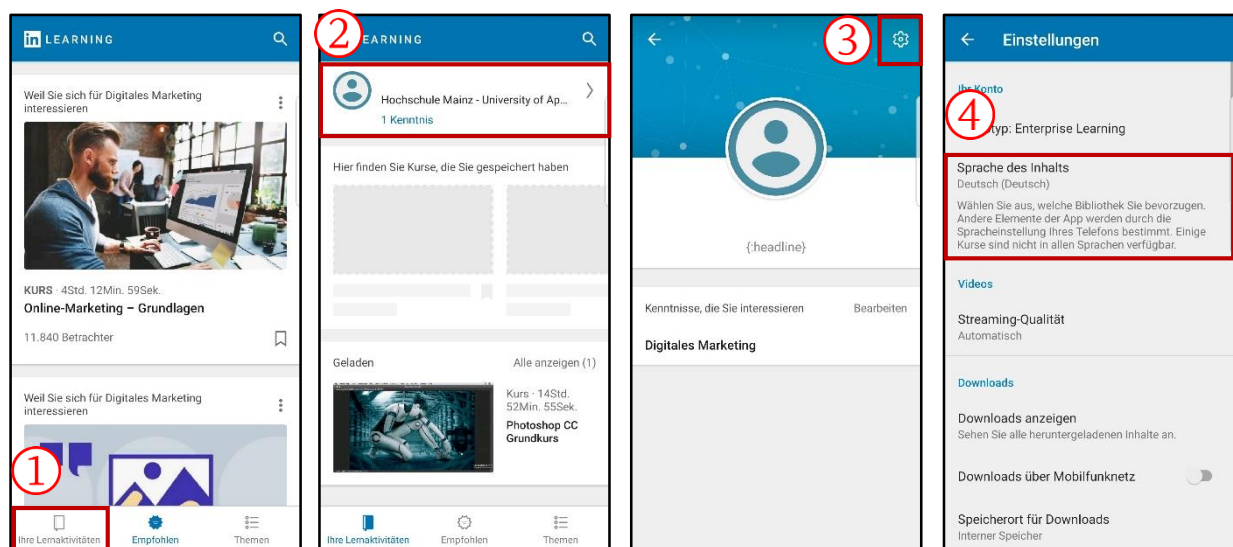 in LEARNING
Weil Sie sich für Digitales Marketing
interessieren
KURS · 4Std. 12Min. 59Sek.
Online-Marketing – Grundlagen
11.840 Betrachter
Weil Sie sich für Digitales Marketing
interessieren
1
Ihre Lernaktivitäten
Empfohlen
Themen
2
EARNING
Hochschule Mainz - University of Ap...
1 Kenntnis
Hier finden Sie Kurse, die Sie gespeichert haben
Geladen
Alle anzeigen (1)
Kurs · 14Std.
52Min. 55Sek.
Photoshop CC
Grundkurs
Ihre Lernaktivitäten
Empfohlen
Themen
3
{:headline}
Kenntnisse, die Sie interessieren
Bearbeiten
Digitales Marketing
Einstellungen
Ihr Konto
4
typ: Enterprise Learning
Sprache des Inhalts
Deutsch (Deutsch)
Wählen Sie aus, welche Bibliothek Sie bevorzugen.
Andere Elemente der App werden durch die
Spracheinstellung Ihres Telefons bestimmt. Einige
Kurse sind nicht in allen Sprachen verfügbar.
Videos
Streaming-Qualität
Automatisch
Downloads
Downloads anzeigen
Sehen Sie alle heruntergeladenen Inhalte an.
Downloads über Mobilfunknetz
Speicherort für Downloads
Interner Speicher